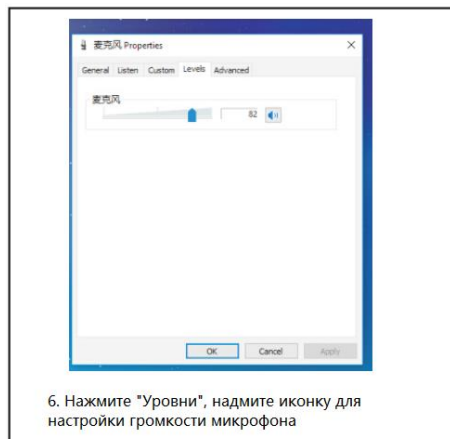 麦克风 Properties
General Listen Custom Levels Advanced
麦克风
82
OK Cancel Apply
6. Нажмите "Уровни", надмите иконку для
настройки громкости микрофона